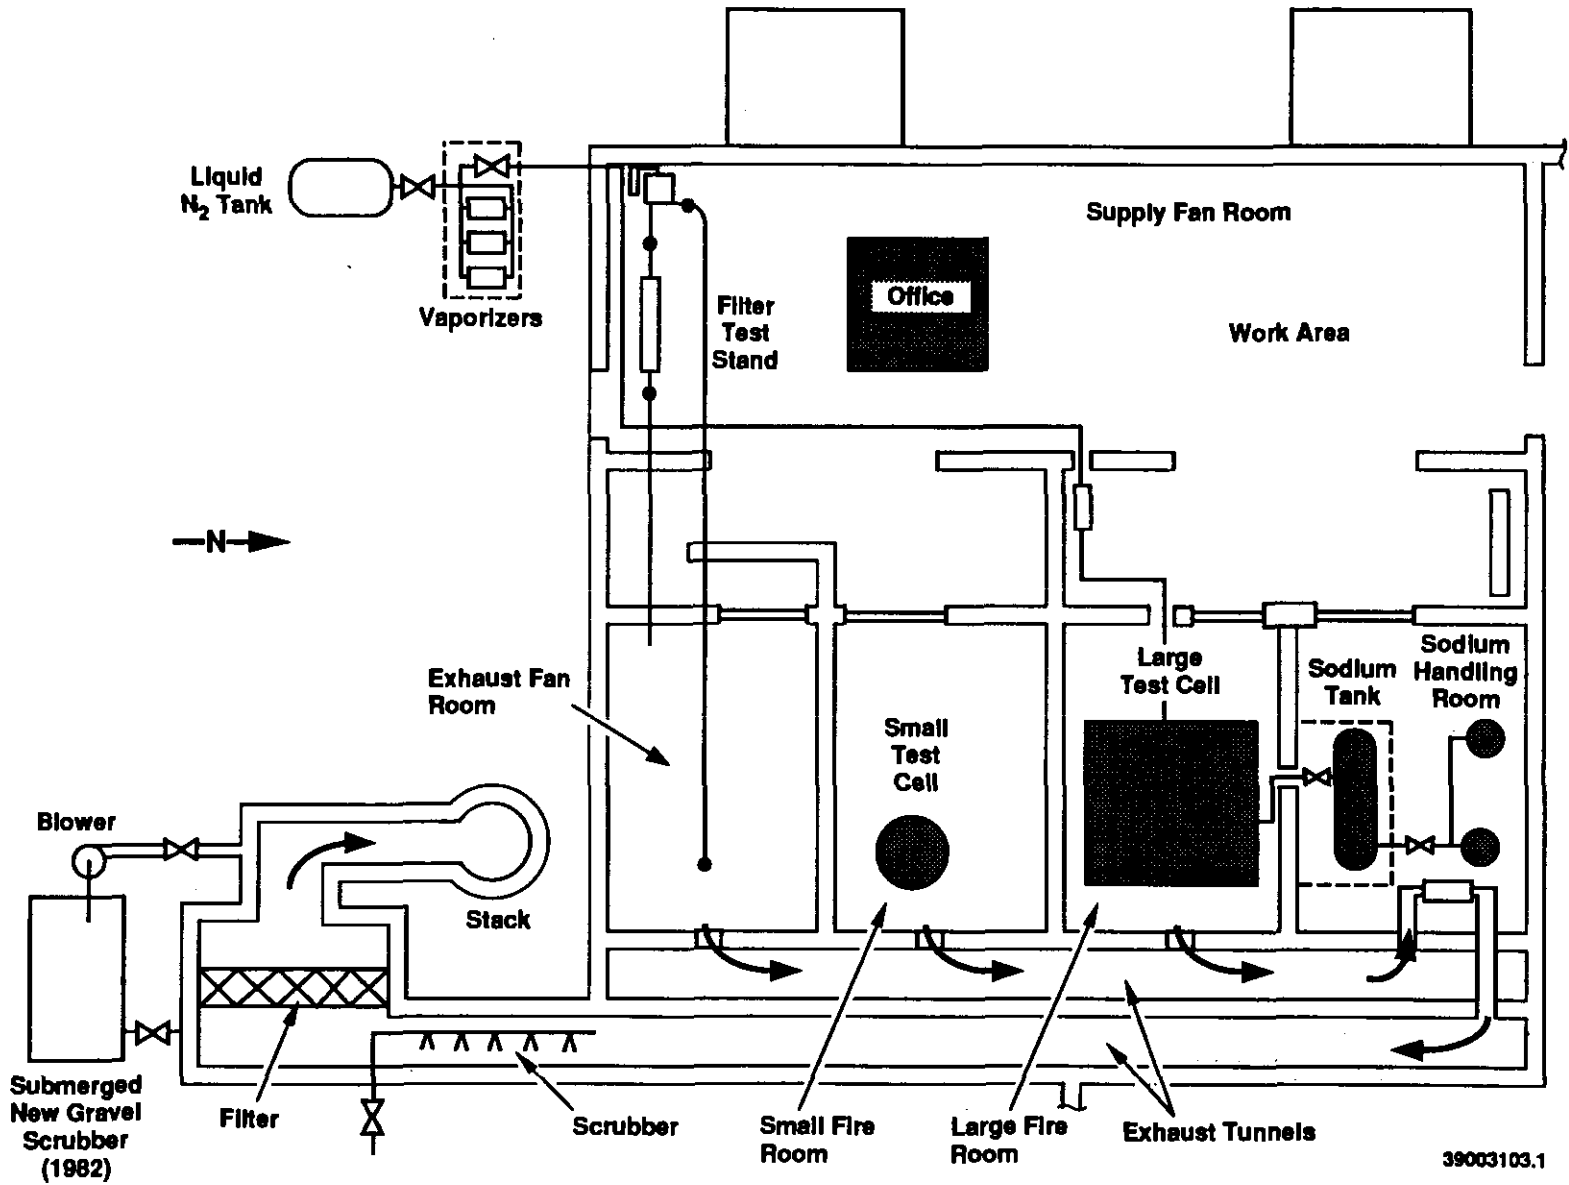 Liquid
N₂ Tank
Vaporizers
Filter
Test
Stand
Office
Supply Fan Room
Work Area
N
Exhaust Fan
Room
Small
Test
Cell
Large
Test Cell
Sodium
Tank
Sodium
Handling
Room
Blower
Stack
Submerged
New Gravel
Scrubber
(1982)
Filter
Scrubber
Small Fire
Room
Large Fire
Room
Exhaust Tunnels
39003103.1